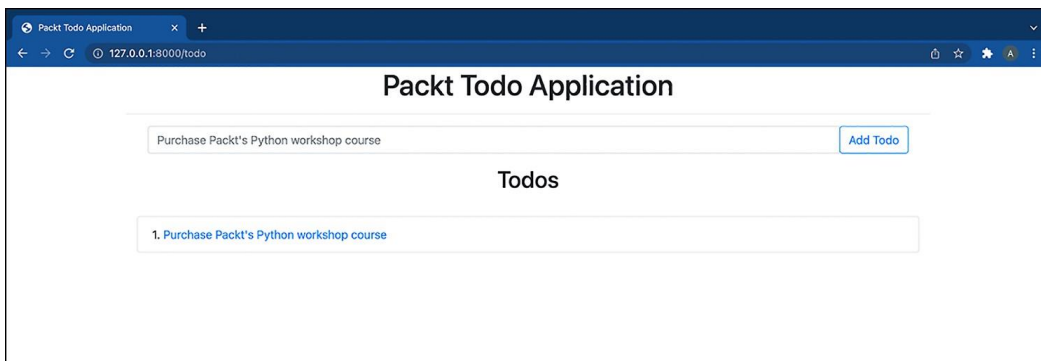 Packt Todo Application
127.0.0.1:8000/todo
A
Packt Todo Application
Purchase Packt's Python workshop course
Add Todo
Todos
1. Purchase Packt's Python workshop course